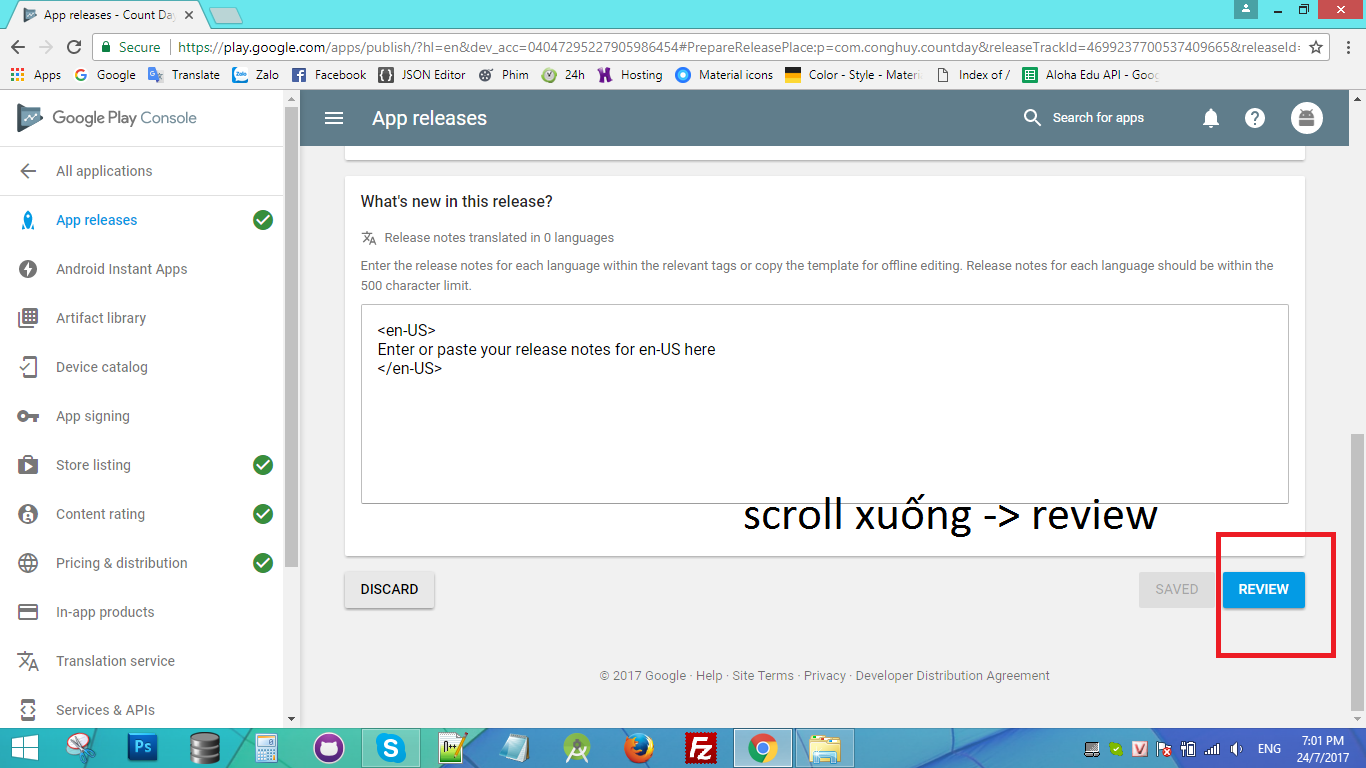 App releases - Count Da
Secure
https://play.google.com/apps/publish/?hl=en&dev_acc=04047295227905986454#PrepareReleasePlace:p=com.conghuy.countday&releaseTrackId=4699237700537409665&releaseId=
Apps
Google
Translate
Zalo
Facebook
JSON Editor
Phim
24h
Hosting
Material icons
Color - Style - Materi
Index of /
Aloha Edu API - Goo
Google Play Console
App releases
Search for apps
All applications
App releases
Android Instant Apps
Artifact library
Device catalog
App signing
Store listing
Content rating
Pricing & distribution
In-app products
Translation service
Services & APIs
What's new in this release?
Release notes translated in 0 languages
Enter the release notes for each language within the relevant tags or copy the template for offline editing. Release notes for each language should be within the
500 character limit.
<en-US>
Enter or paste your release notes for en-US here
</en-US>
scroll xuống -> review
DISCARD
SAVED
REVIEW
© 2017 Google · Help · Site Terms · Privacy · Developer Distribution Agreement
Ps
ENG
7:01 PM
24/7/2017